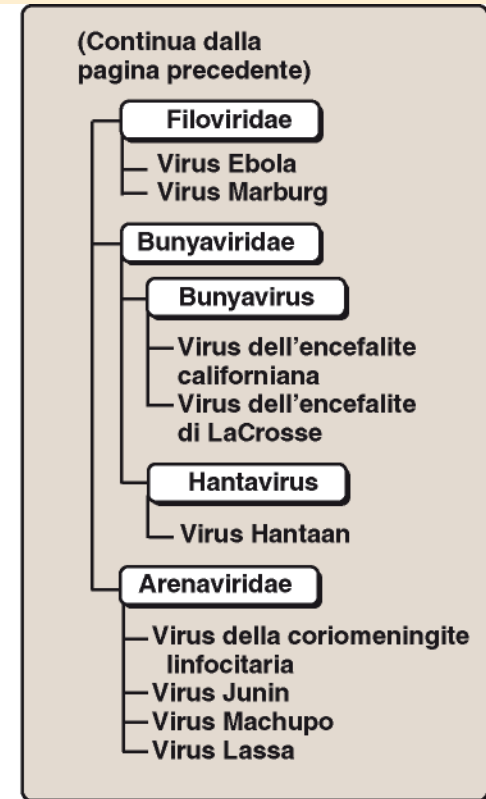 (Continua dalla
pagina precedente)
Filoviridae
Virus Ebola
Virus Marburg
Bunyaviridae
Bunyavirus
Virus dell'encefalite
californiana
Virus dell'encefalite
di LaCrosse
Hantavirus
Virus Hantaan
Arenaviridae
Virus della coriomeningite
linfocitaria
Virus Junin
Virus Machupo
Virus Lassa